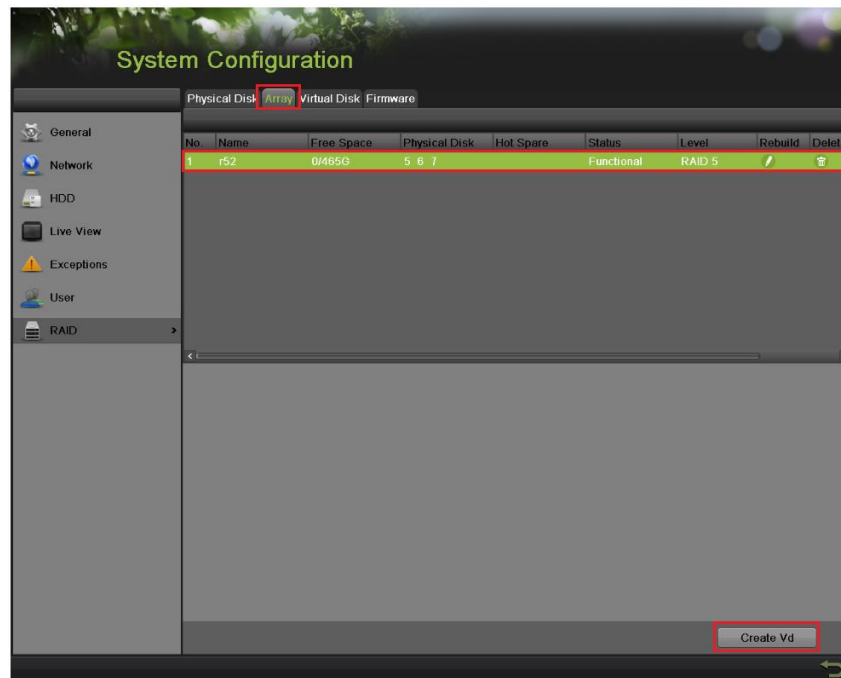 System Configuration
Physical Disk Array Virtual Disk Firmware
General
Network
HDD
Live View
Exceptions
User
RAID
No. Name Free Space Physical Disk Hot Spare Status Level Rebuild Delet
1 r52 0/465G 5 6 7 Functional RAID 5
Create Vd